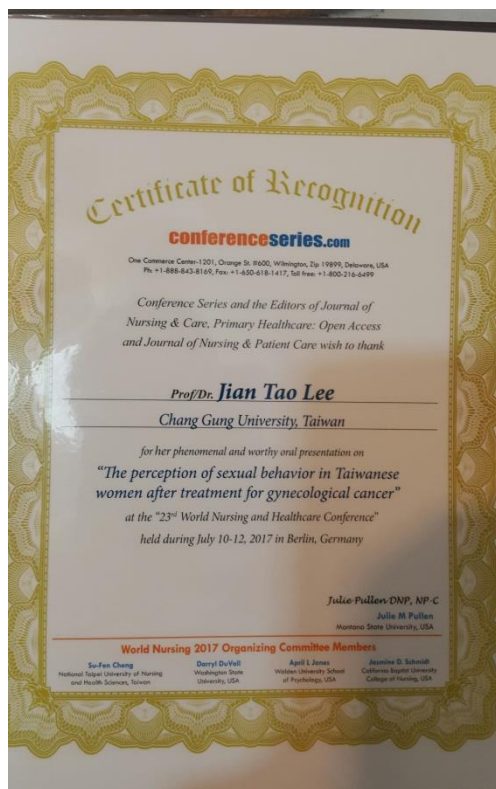 Certificate of Recognition
conferenceseries.com
One Commerce Center-1201, Orange St. #600, Wilmington, Zip 19899, Delaware, USA
Ph: +1-888-843-8169, Fax: +1-650-618-1417, Toll free: +1-800-216-6499
Conference Series and the Editors of Journal of
Nursing & Care, Primary Healthcare: Open Access
and Journal of Nursing & Patient Care wish to thank
Prof/Dr. Jian Tao Lee
Chang Gung University, Taiwan
for her phenomenal and worthy oral presentation on
“The perception of sexual behavior in Taiwanese
women after treatment for gynecological cancer”
at the “23rd World Nursing and Healthcare Conference”
held during July 10-12, 2017 in Berlin, Germany
Julie Pullen DNP, NP-C
Julie M Pullen
Montana State University, USA
World Nursing 2017 Organizing Committee Members
Su-Fen Cheng
National Taipei University of Nursing
and Health Sciences, Taiwan
Darryl DuVall
Washington State
University, USA
April L Jones
Walden University School
of Psychology, USA
Jasmine D. Schmidt
California Baptist University
College of Nursing, USA